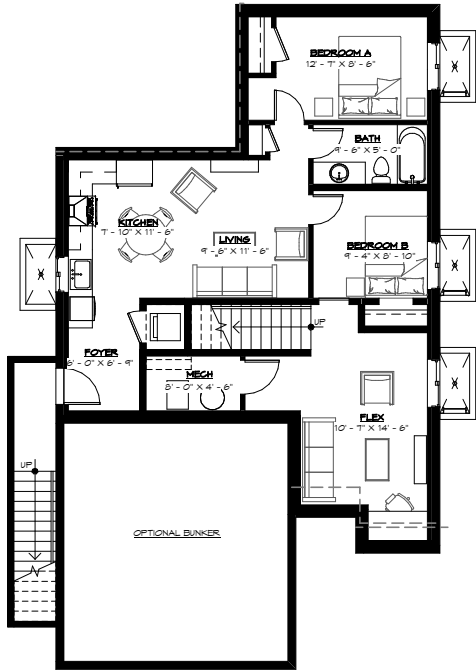 BEDROOM A
12' - 7" X 8' - 6"
BATH
9' - 6" X 5' - 0"
KITCHEN
7' - 10" X 11' - 6"
LIVING
9' - 6" X 11' - 6"
BEDROOM B
9' - 4" X 8' - 10"
UP
FOYER
6' - 0" X 6' - 9"
MECH
8' - 0" X 4' - 6"
FLEX
10' - 7" X 14' - 6"
UP
OPTIONAL BUNKER